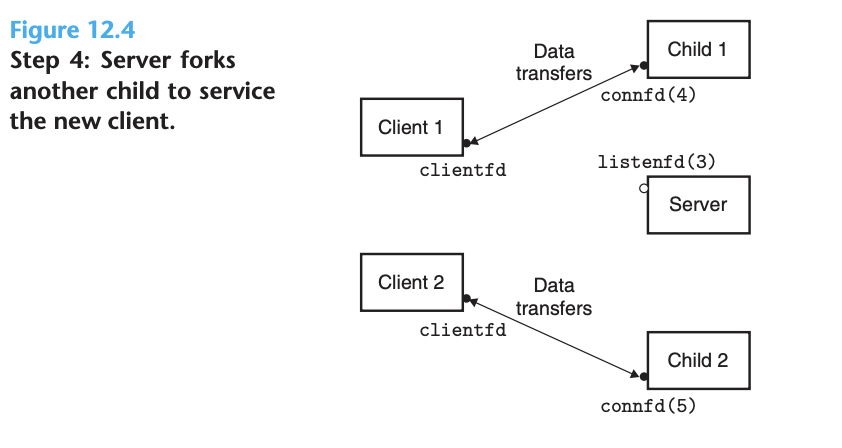 Figure 12.4
Step 4: Server forks
another child to service
the new client.
Data
transfers
Child 1
connfd(4)
Client 1
clientfd
listenfd(3)
Server
Client 2
clientfd
Data
transfers
Child 2
connfd(5)